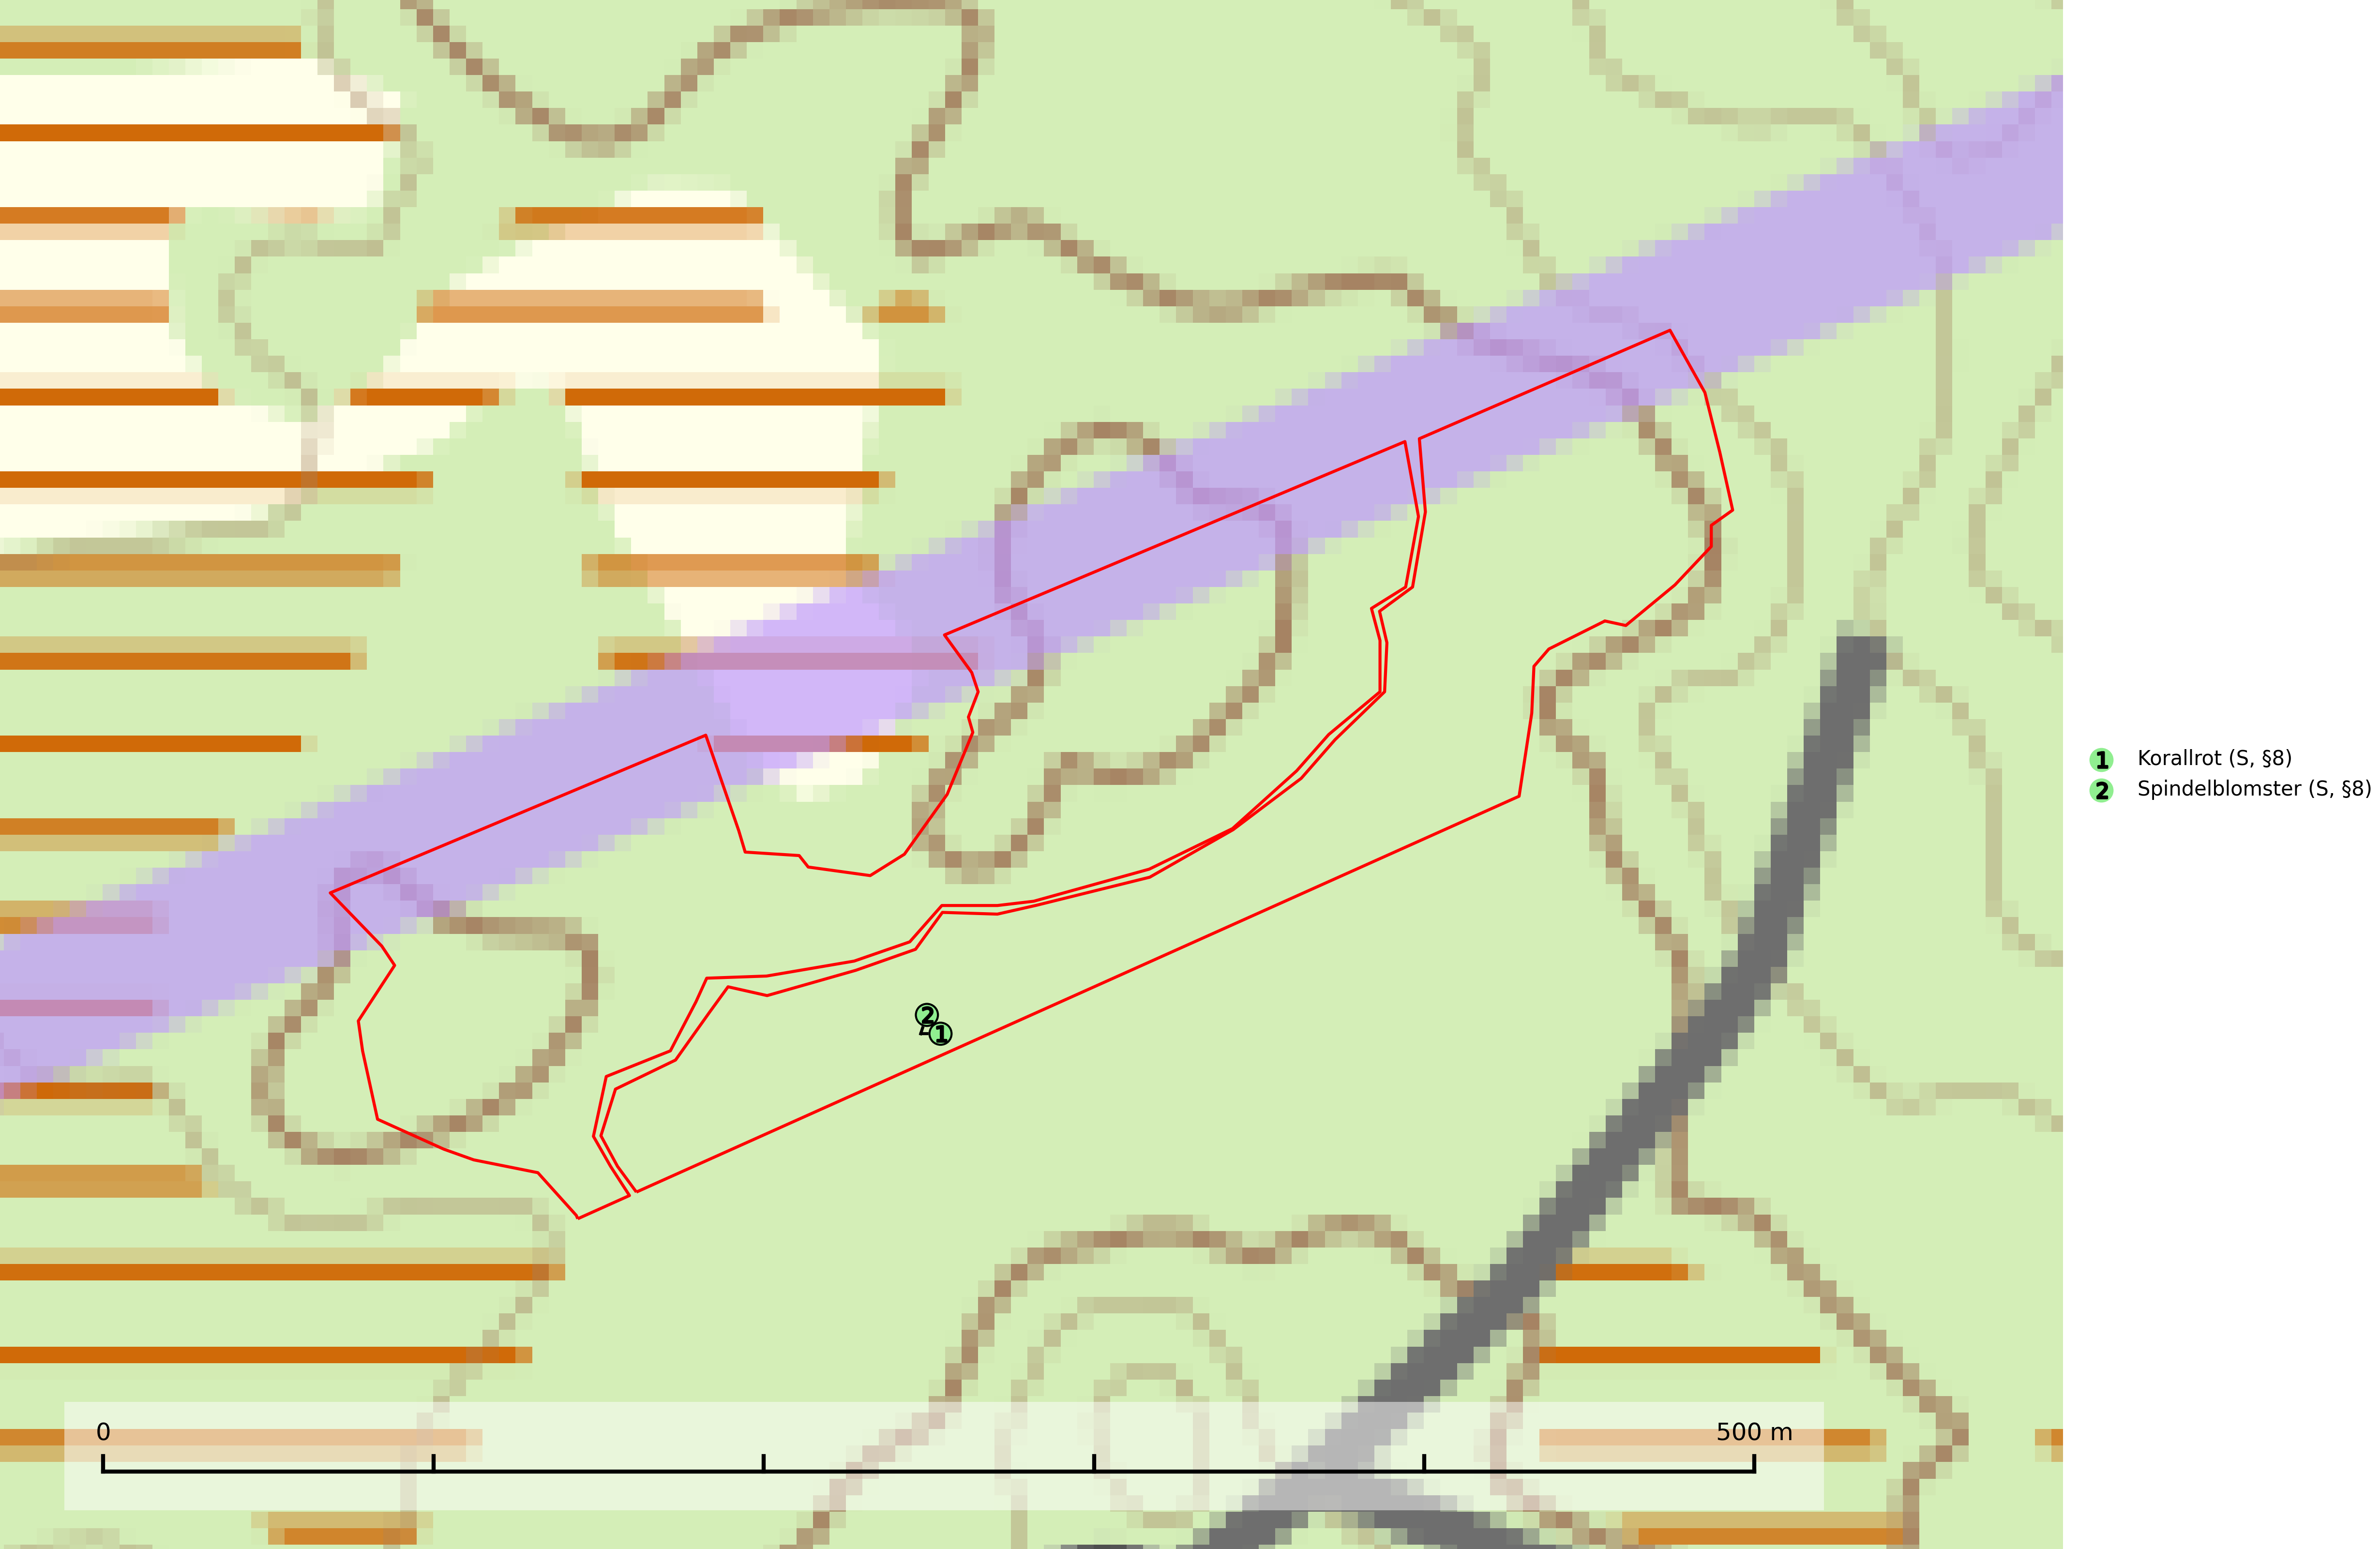 2
1
1 Korallrot (S, §8)
2 Spindelblomster (S, §8)
0 500 m